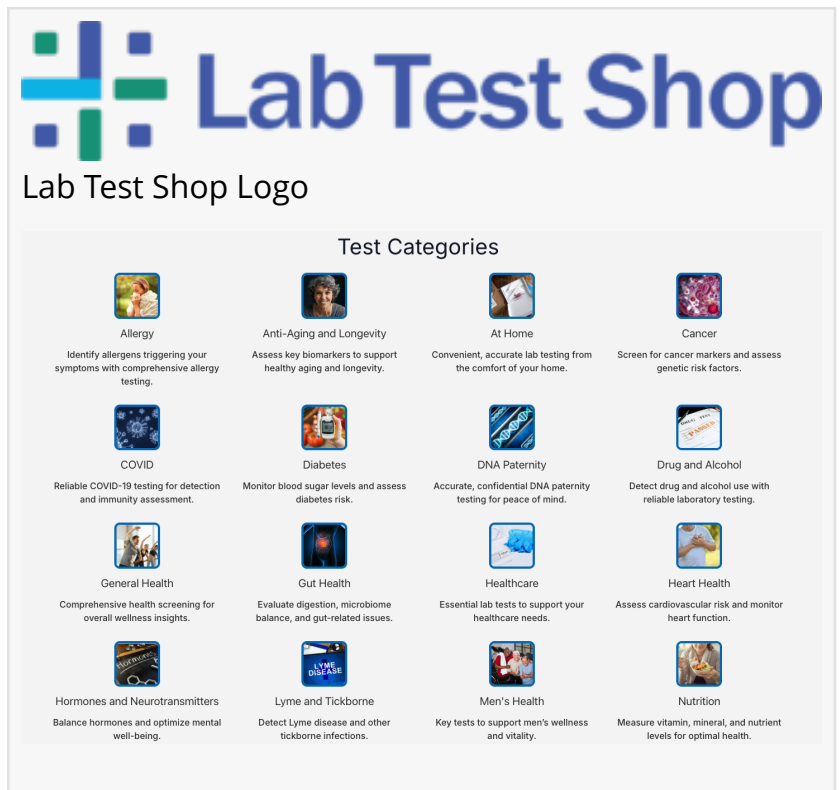 Lab Test Shop
Lab Test Shop Logo
Test Categories
Allergy
Identify allergens triggering your
symptoms with comprehensive allergy
testing.
Anti-Aging and Longevity
Assess key biomarkers to support
healthy aging and longevity.
At Home
Convenient, accurate lab testing from
the comfort of your home.
Cancer
Screen for cancer markers and assess
genetic risk factors.
COVID
Reliable COVID-19 testing for detection
and immunity assessment.
Diabetes
Monitor blood sugar levels and assess
diabetes risk.
DNA Paternity
Accurate, confidential DNA paternity
testing for peace of mind.
DRUG TEST
PASSED
Drug and Alcohol
Detect drug and alcohol use with
reliable laboratory testing.
General Health
Comprehensive health screening for
overall wellness insights.
Gut Health
Evaluate digestion, microbiome
balance, and gut-related issues.
Healthcare
Essential lab tests to support your
healthcare needs.
Heart Health
Assess cardiovascular risk and monitor
heart function.
Hormones and Neurotransmitters
Balance hormones and optimize mental
well-being.
LYME
DISEASE
Lyme and Tickborne
Detect Lyme disease and other
tickborne infections.
Men's Health
Key tests to support men's wellness
and vitality.
Nutrition
Measure vitamin, mineral, and nutrient
levels for optimal health.